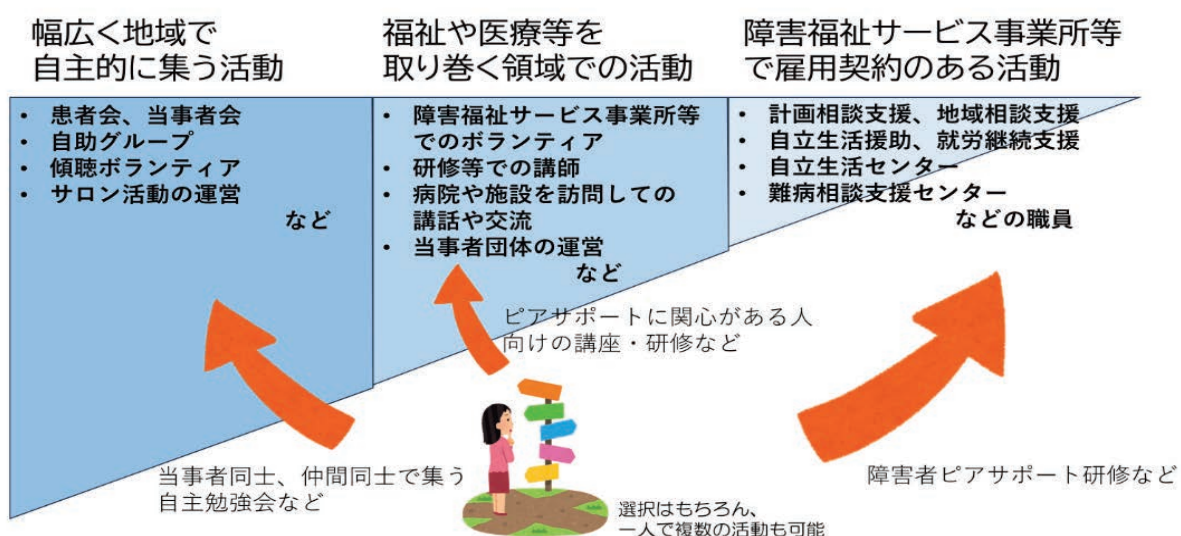 幅広く地域で
自主的に集う活動
• 患者会、当事者会
• 自助グループ
• 傾聴ボランティア
• サロン活動の運営
など
福祉や医療等を
取り巻く領域での活動
• 障害福祉サービス事業所等
でのボランティア
• 研修等での講師
• 病院や施設を訪問しての
講話や交流
• 当事者団体の運営
など
障害福祉サービス事業所等
で雇用契約のある活動
• 計画相談支援、地域相談支援
• 自立生活援助、就労継続支援
• 自立生活センター
• 難病相談支援センター
などの職員
ピアサポートに関心がある人
向けの講座・研修など
当事者同士、仲間同士で集う
自主勉強会など
障害者ピアサポート研修など
選択はもちろん、
一人で複数の活動も可能